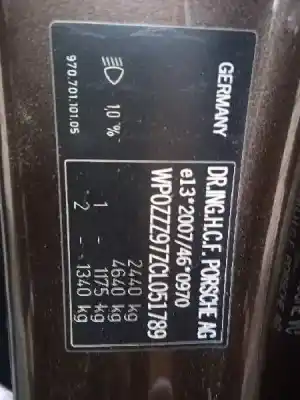 DR.ING.H.C.F. PORSCHE AG
e13*2007/46*0970
WP0ZZZ97ZCL051789
2440 kg
4640 kg
1 - 1175 kg
2 - 1340 kg
GERMANY
1,0 %
970.701.101.05